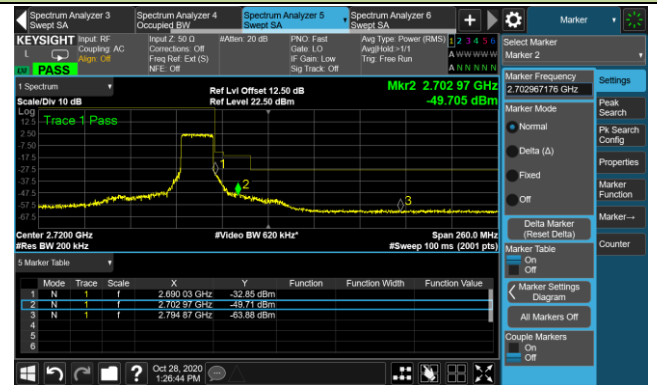 Spectrum Analyzer 3
Swept SA
Spectrum Analyzer 4
Occupied BW
Spectrum Analyzer 5
Swept SA
Spectrum Analyzer 6
Swept SA
+
Marker
KEYSIGHT
L
PASS
Input: RF
Coupling: AC
Align: Off
Input Z: 50 Ω
Corrections: Off
Freq Ref: Ext (S)
NFE: Off
#Atten: 20 dB
PNO: Fast
Gate: LO
IF Gain: Low
Sig Track: Off
Avg Type: Power (RMS)
Avg|Hold:>1/1
Trig: Free Run
1 2 3 4 5 6
A W W W W W
A N N N N N
Select Marker
Marker 2
1 Spectrum
Scale/Div 10 dB
Ref Lvl Offset 12.50 dB
Ref Level 22.50 dBm
Mkr2 2.702 97 GHz
-49.705 dBm
Log
Trace 1 Pass
12.5
2.50
-7.50
-17.5
-27.5
-37.5
-47.5
-57.5
-67.5
1
2
3
Center 2.7200 GHz
#Res BW 200 kHz
#Video BW 620 kHz*
Span 260.0 MHz
#Sweep 100 ms (2001 pts)
5 Marker Table
Mode Trace Scale X Y Function Function Width Function Value
1 N 1 f 2.690 03 GHz -32.85 dBm
2 N 1 f 2.702 97 GHz -49.71 dBm
3 N 1 f 2.794 87 GHz -63.88 dBm
4
5
6
Marker Frequency
2.702967176 GHz
Marker Mode
Normal
Delta (Δ)
Fixed
Off
Delta Marker
(Reset Delta)
Marker Table
On
Off
Marker Settings
Diagram
All Markers Off
Couple Markers
On
Off
Settings
Peak
Search
Pk Search
Config
Properties
Marker
Function
Marker→
Counter
?
Oct 28, 2020
1:26:44 PM